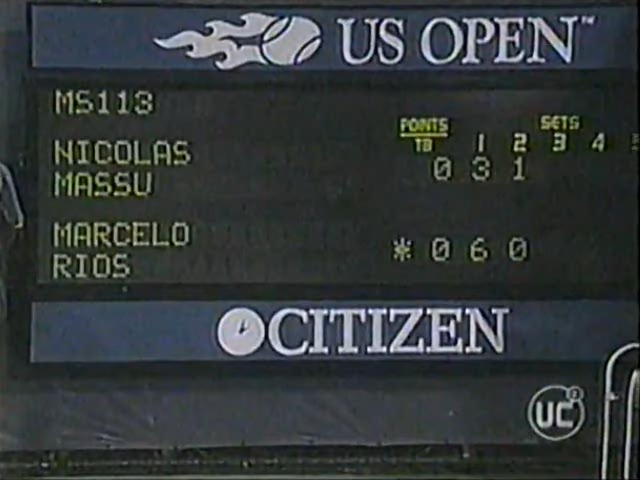 US OPEN™
MS113
POINTS SETS
TB 1 2 3 4
NICOLAS
MASSU 0 3 1
MARCELO
RIOS * 0 6 0
CITIZEN
UC